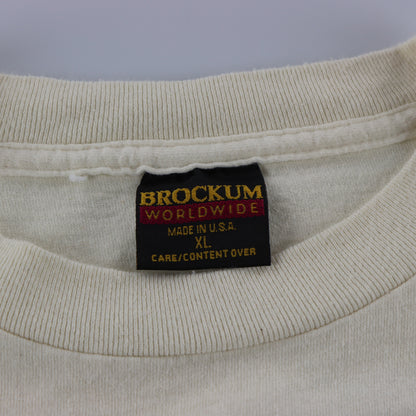 BROCKUM
WORLDWIDE
MADE IN U.S.A.
XL
CARE/CONTENT OVER